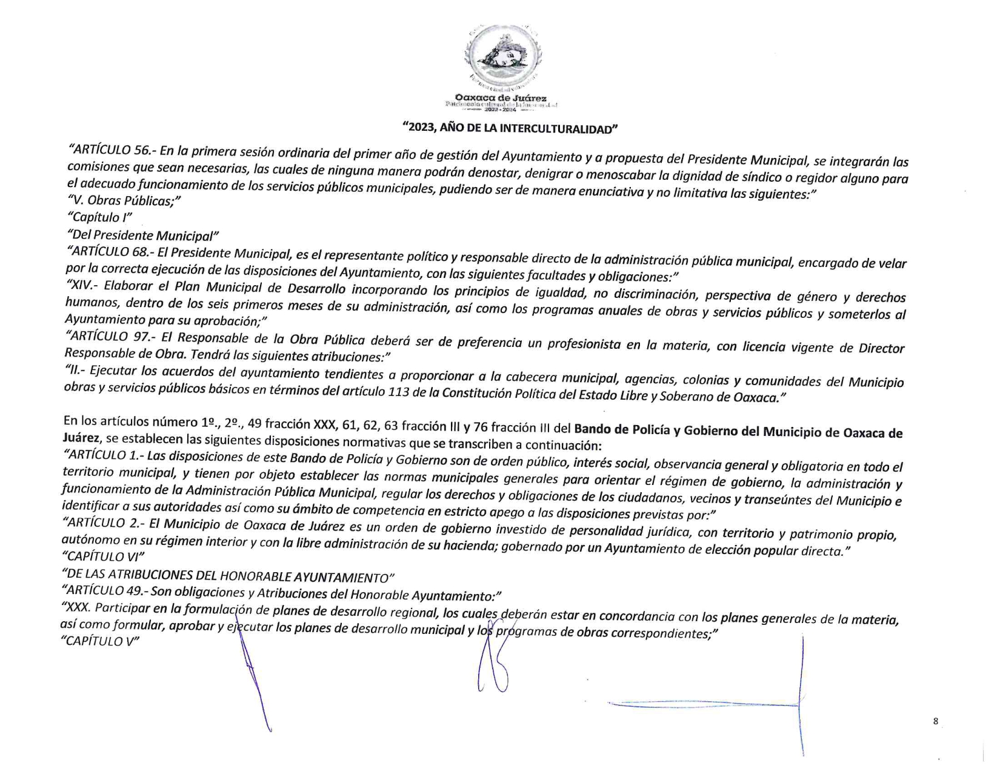 Oaxaca de Juárez
2022 - 2024
“2023, AÑO DE LA INTERCULTURALIDAD”
“ARTÍCULO 56.- En la primera sesión ordinaria del primer año de gestión del Ayuntamiento y a propuesta del Presidente Municipal, se integrarán las
comisiones que sean necesarias, las cuales de ninguna manera podrán denostar, denigrar o menoscabar la dignidad de síndico o regidor alguno para
el adecuado funcionamiento de los servicios públicos municipales, pudiendo ser de manera enunciativa y no limitativa las siguientes:”
“V. Obras Públicas;”
“Capítulo I”
“Del Presidente Municipal”
“ARTÍCULO 68.- El Presidente Municipal, es el representante político y responsable directo de la administración pública municipal, encargado de velar
por la correcta ejecución de las disposiciones del Ayuntamiento, con las siguientes facultades y obligaciones:”
“XIV.- Elaborar el Plan Municipal de Desarrollo incorporando los principios de igualdad, no discriminación, perspectiva de género y derechos
humanos, dentro de los seis primeros meses de su administración, así como los programas anuales de obras y servicios públicos y someterlos al
Ayuntamiento para su aprobación;”
“ARTÍCULO 97.- El Responsable de la Obra Pública deberá ser de preferencia un profesionista en la materia, con licencia vigente de Director
Responsable de Obra. Tendrá las siguientes atribuciones:”
“II.- Ejecutar los acuerdos del ayuntamiento tendientes a proporcionar a la cabecera municipal, agencias, colonias y comunidades del Municipio
obras y servicios públicos básicos en términos del artículo 113 de la Constitución Política del Estado Libre y Soberano de Oaxaca.”
En los artículos número 1º., 2º., 49 fracción XXX, 61, 62, 63 fracción III y 76 fracción III del Bando de Policía y Gobierno del Municipio de Oaxaca de
Juárez, se establecen las siguientes disposiciones normativas que se transcriben a continuación:
“ARTÍCULO 1.- Las disposiciones de este Bando de Policía y Gobierno son de orden público, interés social, observancia general y obligatoria en todo el
territorio municipal, y tienen por objeto establecer las normas municipales generales para orientar el régimen de gobierno, la administración y
funcionamiento de la Administración Pública Municipal, regular los derechos y obligaciones de los ciudadanos, vecinos y transeúntes del Municipio e
identificar a sus autoridades así como su ámbito de competencia en estricto apego a las disposiciones previstas por:”
“ARTÍCULO 2.- El Municipio de Oaxaca de Juárez es un orden de gobierno investido de personalidad jurídica, con territorio y patrimonio propio,
autónomo en su régimen interior y con la libre administración de su hacienda; gobernado por un Ayuntamiento de elección popular directa.”
“CAPÍTULO VI”
“DE LAS ATRIBUCIONES DEL HONORABLE AYUNTAMIENTO”
“ARTÍCULO 49.- Son obligaciones y Atribuciones del Honorable Ayuntamiento:”
“XXX. Participar en la formulación de planes de desarrollo regional, los cuales deberán estar en concordancia con los planes generales de la materia,
así como formular, aprobar y ejecutar los planes de desarrollo municipal y los programas de obras correspondientes;”
“CAPÍTULO V”
8